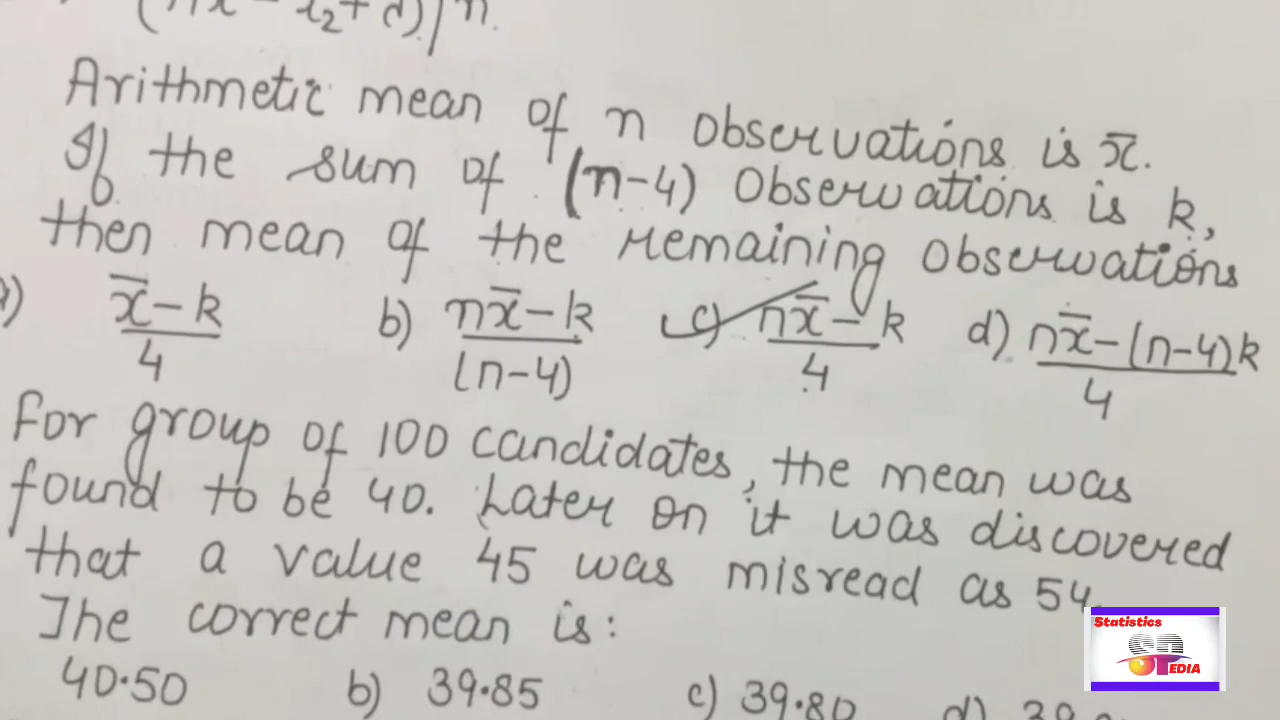 Arithmetic mean of n observations is x̄.
If the sum of (n-4) observations is k,
then mean of the remaining observations
x̄-k/4 b) nx̄-k/(n-4) c) nx̄-k/4 d) nx̄-(n-4)k/4
For group of 100 candidates, the mean was
found to be 40. Later on it was discovered
that a value 45 was misread as 54.
The correct mean is:
40.50 b) 39.85 c) 39.80 d)
Statistics
PEDIA